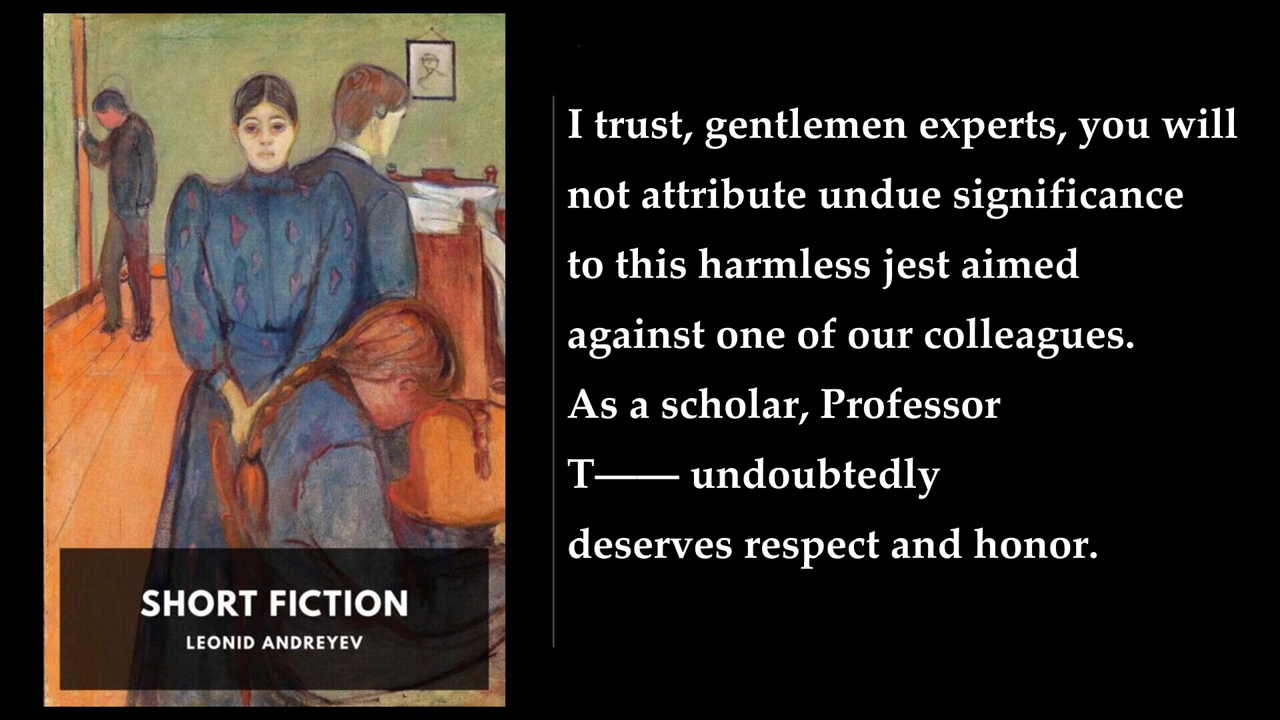 SHORT FICTION
LEONID ANDREYEV
I trust, gentlemen experts, you will
not attribute undue significance
to this harmless jest aimed
against one of our colleagues.
As a scholar, Professor
T—— undoubtedly
deserves respect and honor.